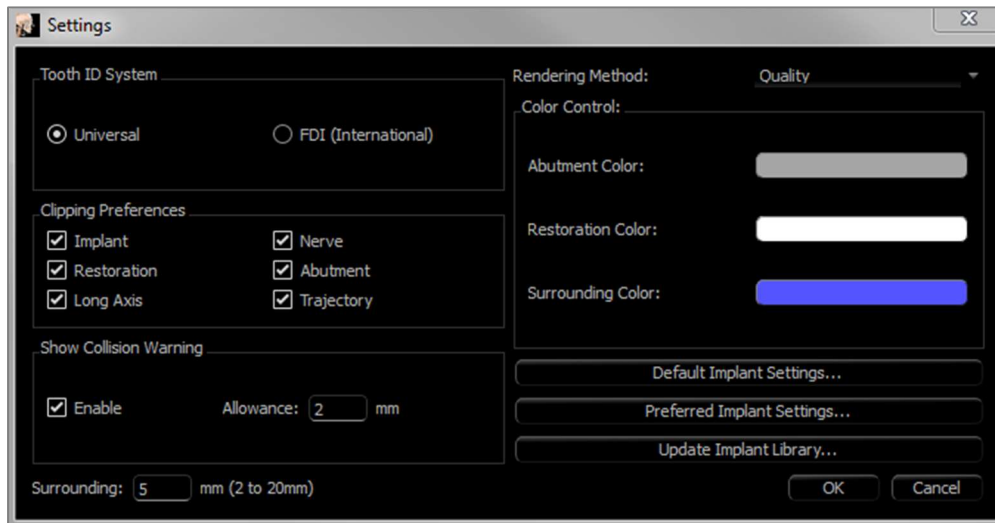 Settings
Tooth ID System
Universal
FDI (International)
Clipping Preferences
Implant
Nerve
Restoration
Abutment
Long Axis
Trajectory
Show Collision Warning
Enable
Allowance: 2 mm
Surrounding: 5 mm (2 to 20mm)
Rendering Method: Quality
Color Control:
Abutment Color:
Restoration Color:
Surrounding Color:
Default Implant Settings...
Preferred Implant Settings...
Update Implant Library...
OK
Cancel